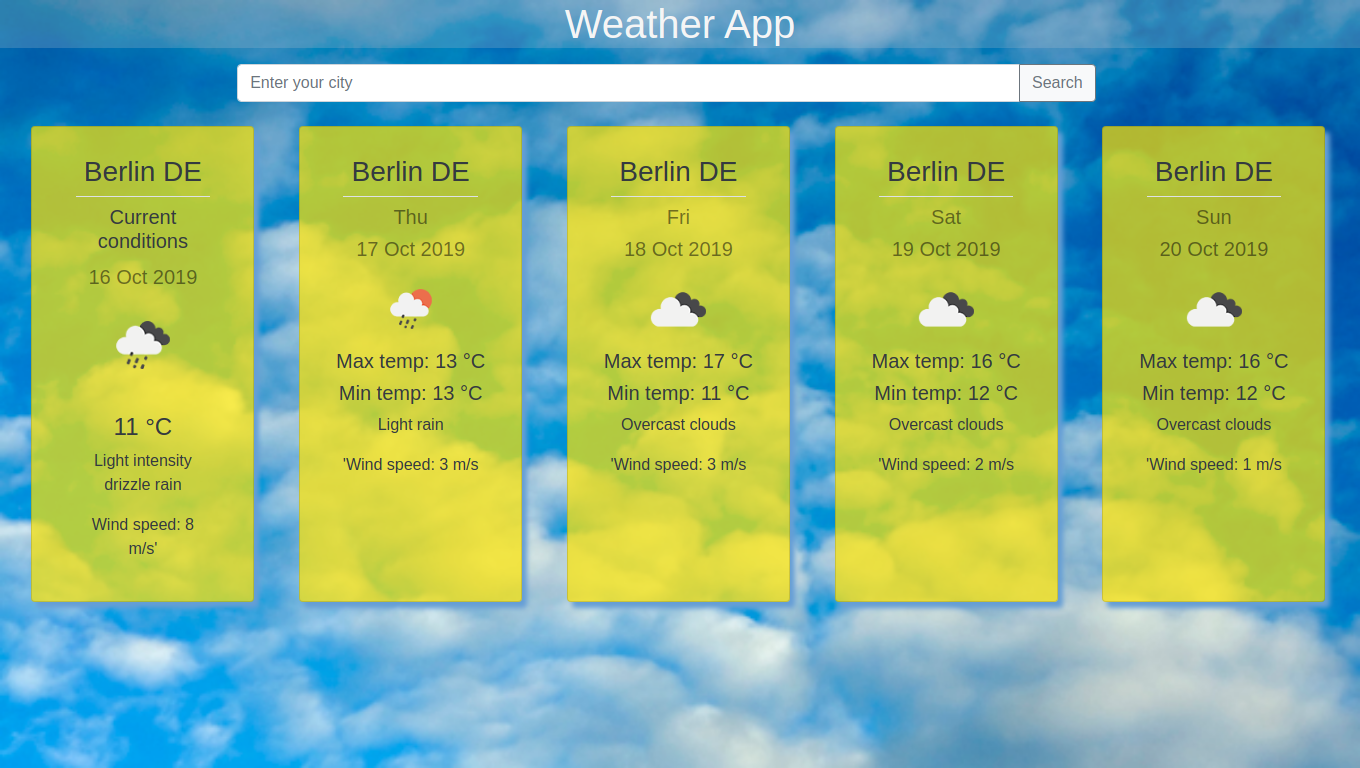 Weather App
Enter your city
Search
Berlin DE
Current
conditions
16 Oct 2019
11 °C
Light intensity
drizzle rain
Wind speed: 8
m/s'
Berlin DE
Thu
17 Oct 2019
Max temp: 13 °C
Min temp: 13 °C
Light rain
'Wind speed: 3 m/s
Berlin DE
Fri
18 Oct 2019
Max temp: 17 °C
Min temp: 11 °C
Overcast clouds
'Wind speed: 3 m/s
Berlin DE
Sat
19 Oct 2019
Max temp: 16 °C
Min temp: 12 °C
Overcast clouds
'Wind speed: 2 m/s
Berlin DE
Sun
20 Oct 2019
Max temp: 16 °C
Min temp: 12 °C
Overcast clouds
'Wind speed: 1 m/s